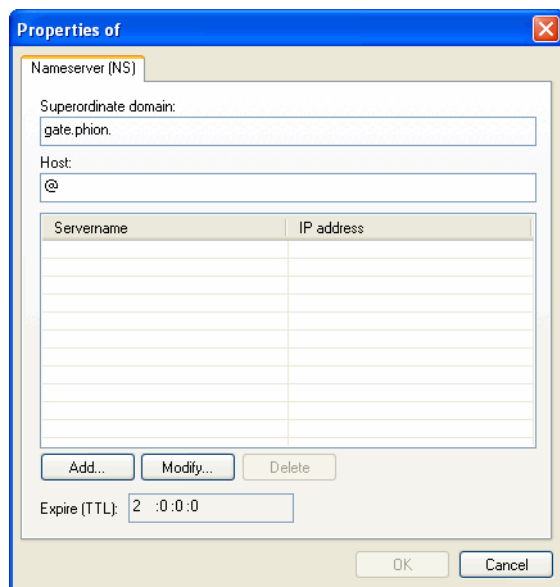 Properties of
Nameserver (NS)
Superordinate domain:
gate.phion.
Host:
@
Servername IP address
Add... Modify... Delete
Expire (TTL): 2 :0:0:0
OK Cancel